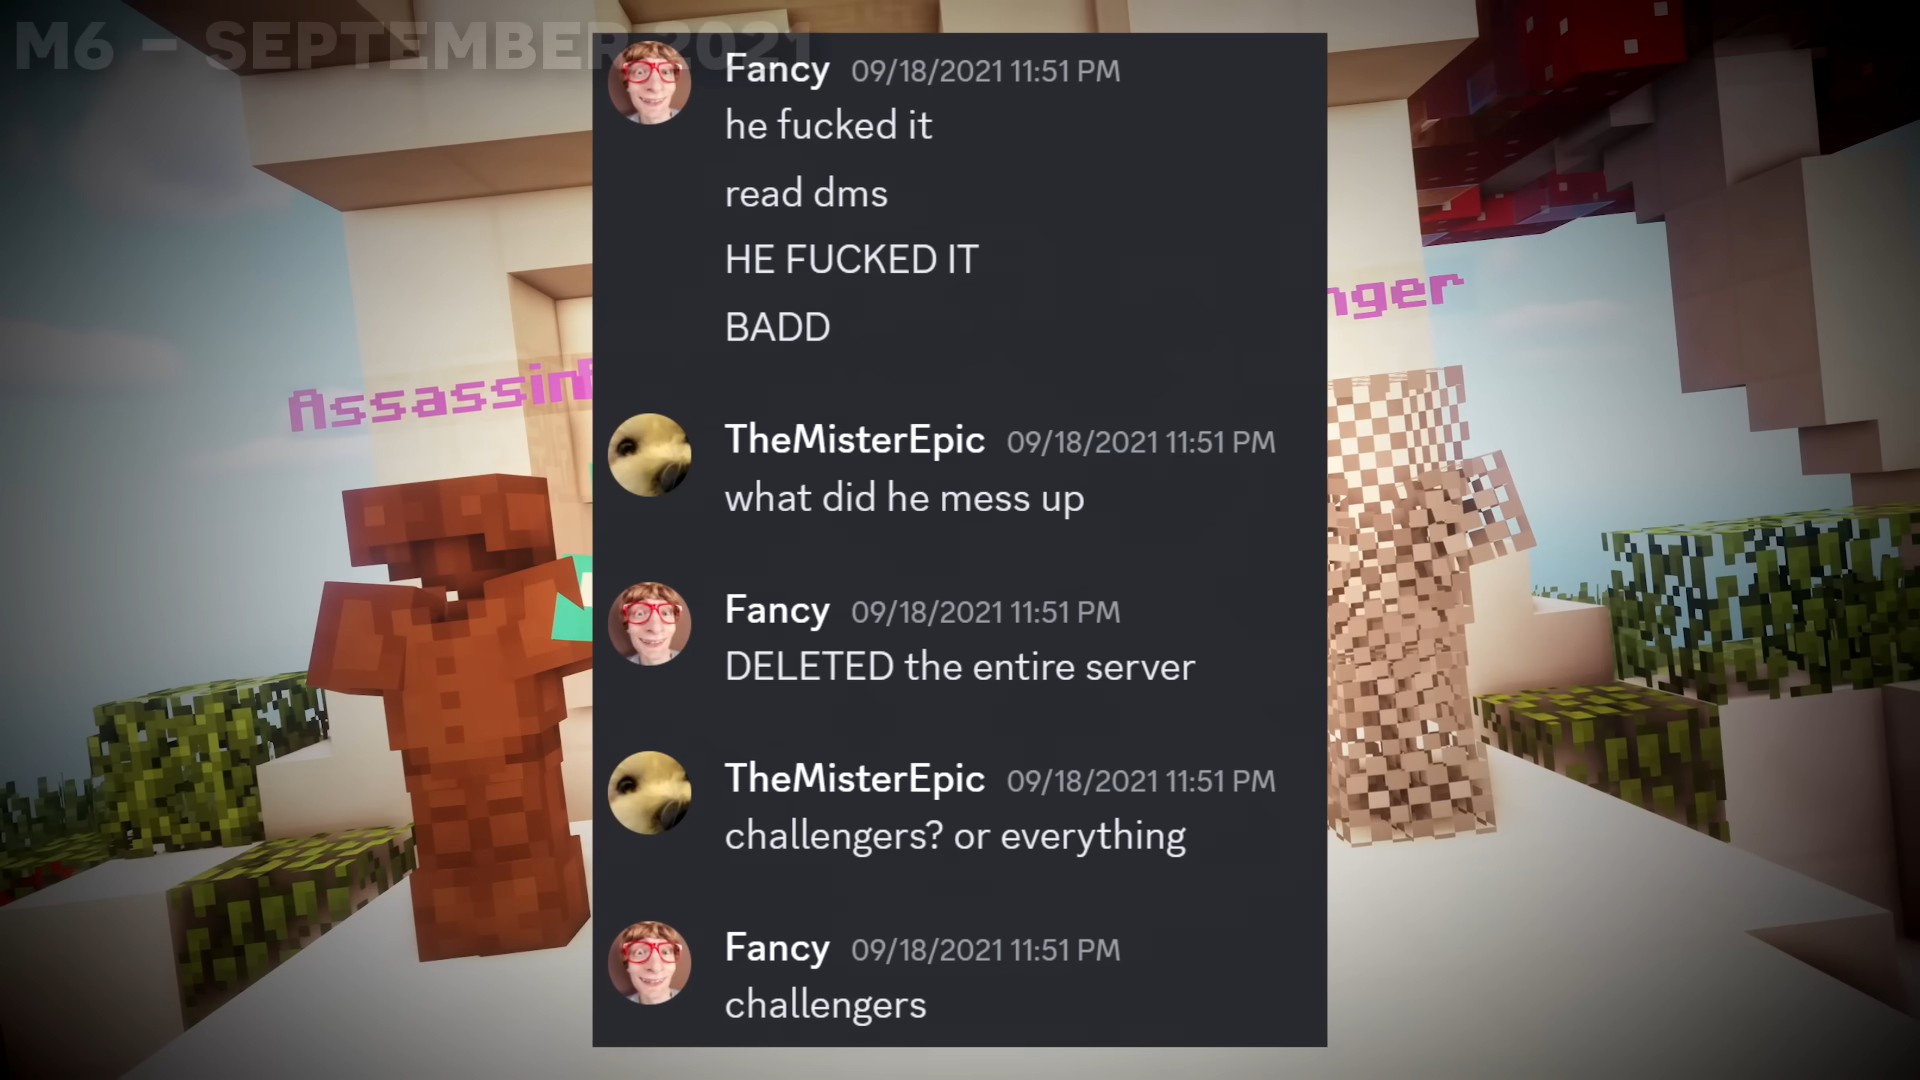 M6 - SEPTEMBER 2021
Fancy 09/18/2021 11:51 PM
he fucked it
read dms
HE FUCKED IT
BADD
nger
Assassin
TheMisterEpic 09/18/2021 11:51 PM
what did he mess up
Fancy 09/18/2021 11:51 PM
DELETED the entire server
TheMisterEpic 09/18/2021 11:51 PM
challengers? or everything
Fancy 09/18/2021 11:51 PM
challengers